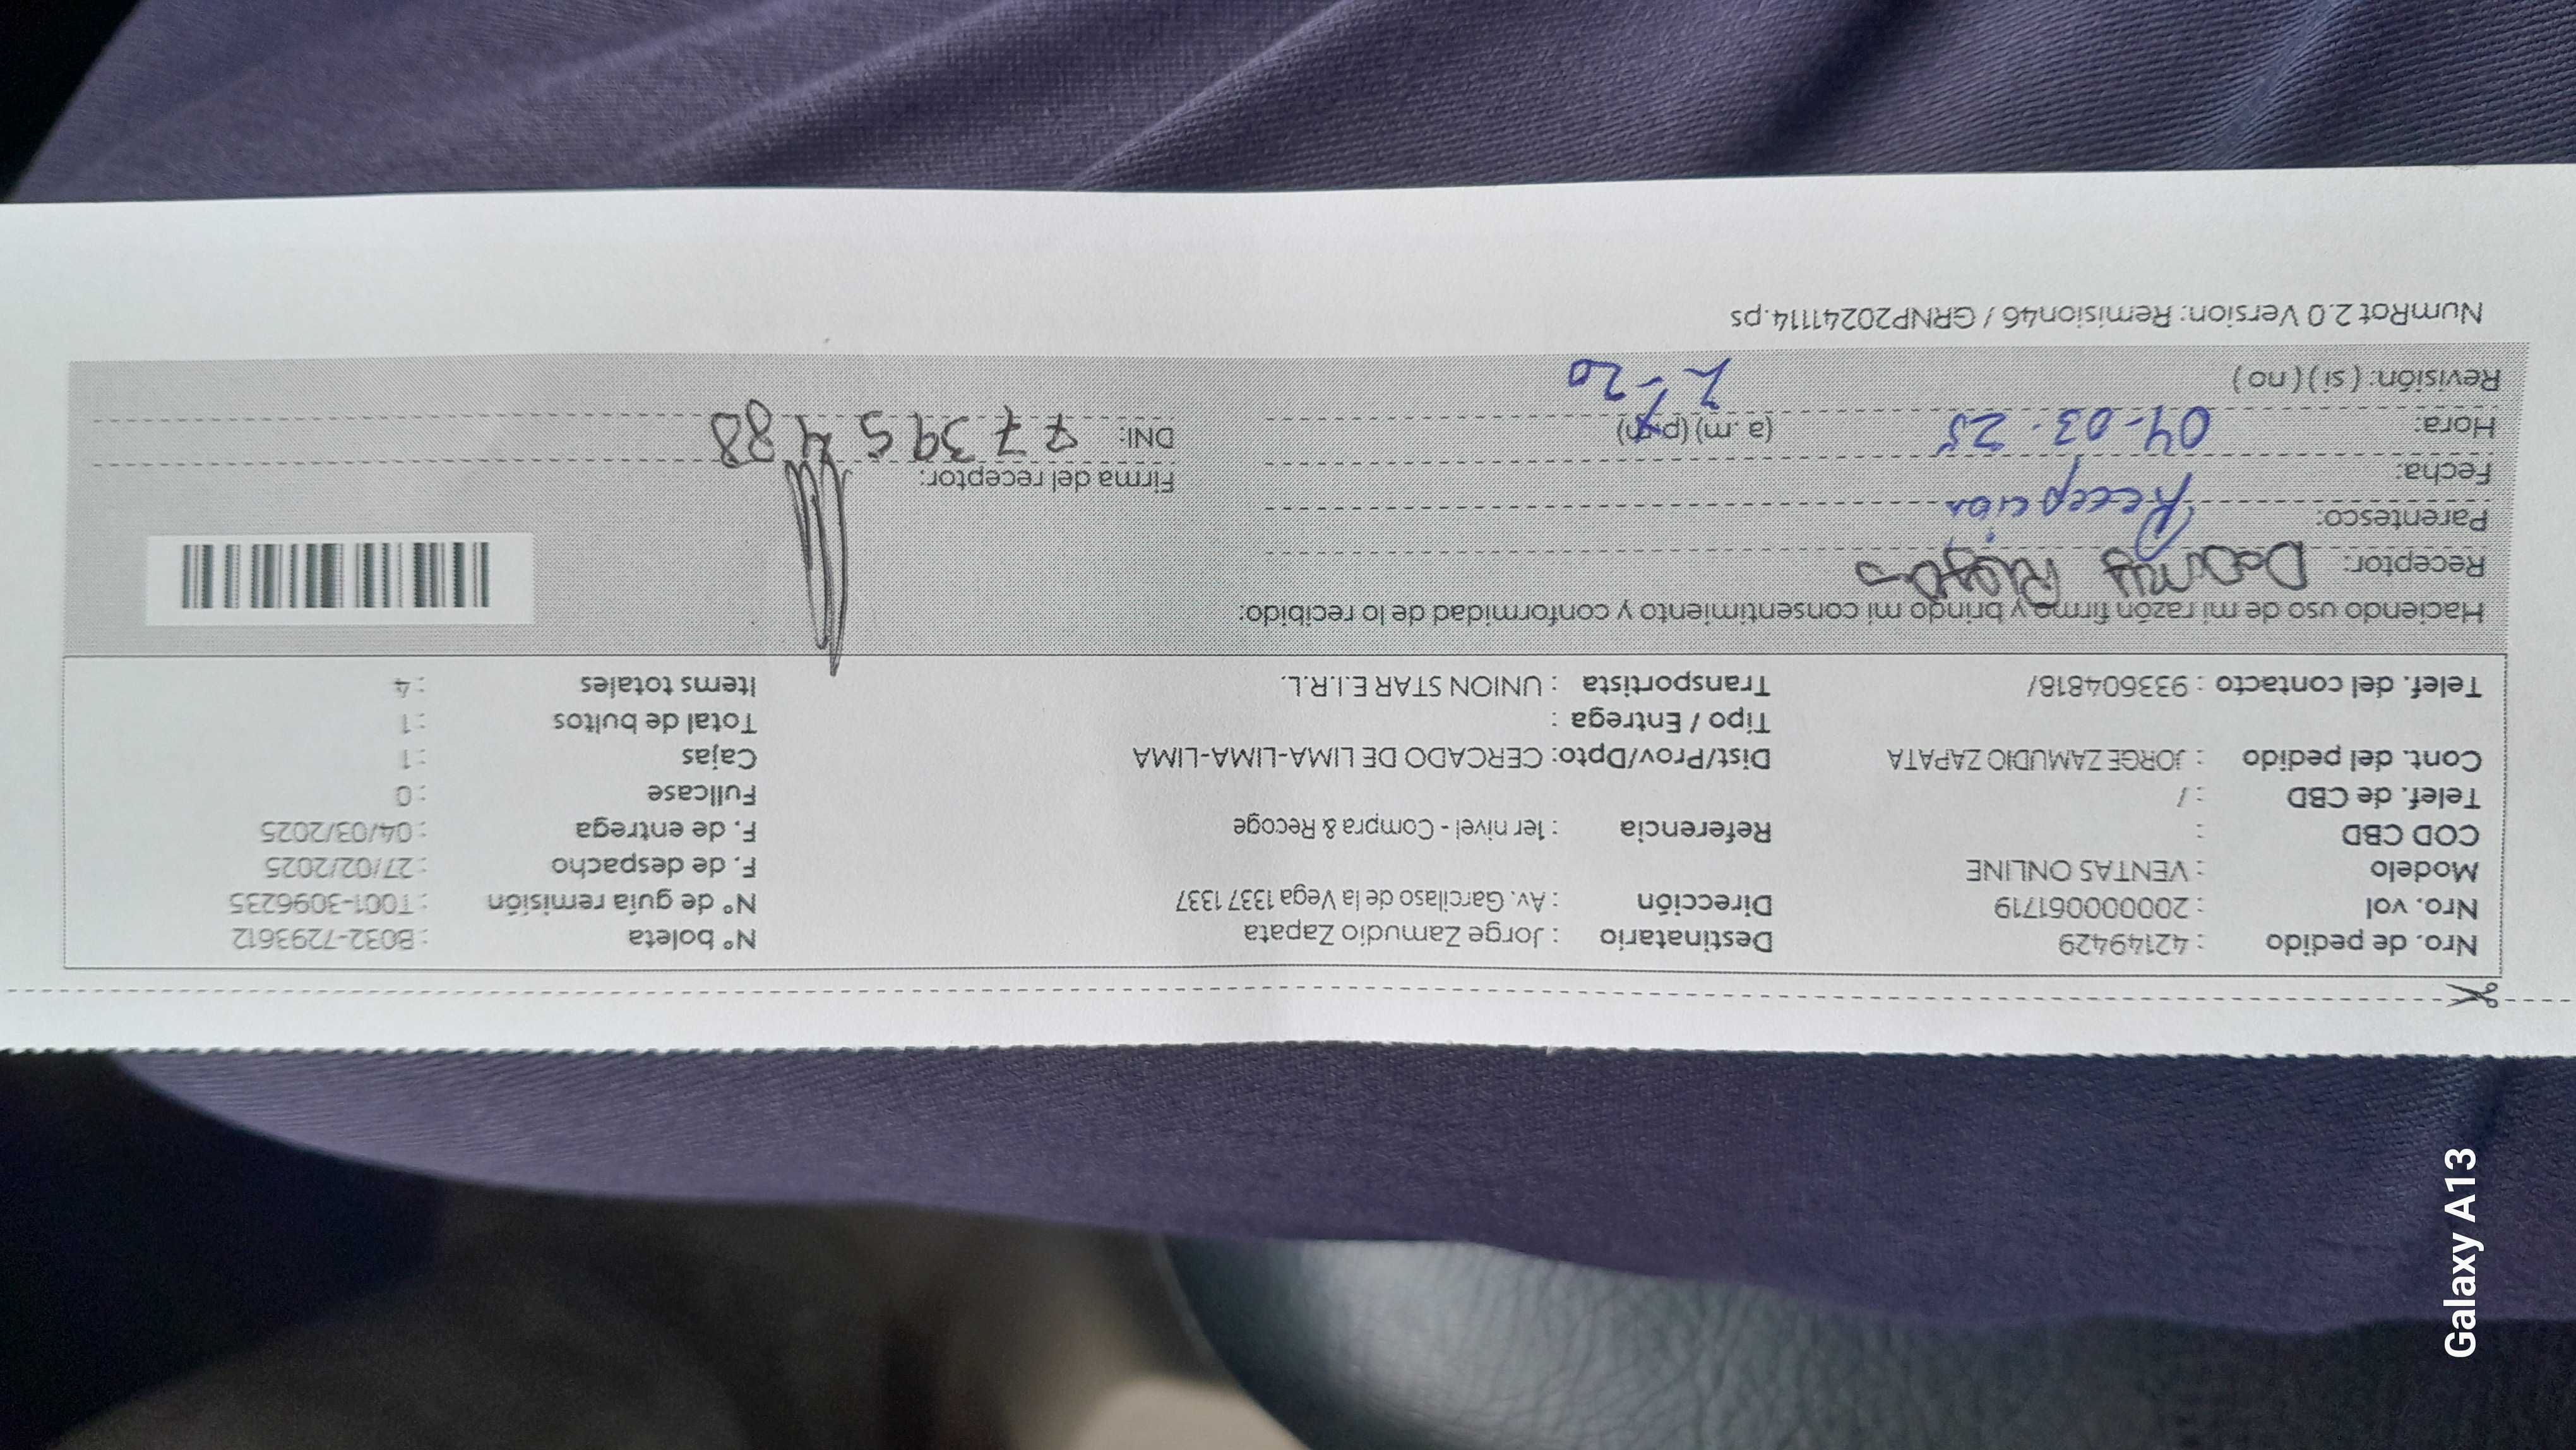 Nro. de pedido : 42149429 Destinatario : Jorge Zamudio Zapata N° boleta : B032-7293612
Nro. vol : 20000061719 Dirección : Av. Garcilaso de la Vega 1337 1337 N° de guía remisión : T001-3096235
Modelo : VENTAS ONLINE F. de despacho : 27/02/2025
COD CBD : Referencia : 1er nivel - Compra & Recoge F. de entrega : 04/03/2025
Telef. de CBD : / Fullcase : 0
Cont. del pedido : JORGE ZAMUDIO ZAPATA Dist/Prov/Dpto: CERCADO DE LIMA-LIMA-LIMA Cajas : 1
Tipo / Entrega : Total de bultos : 1
Telef. del contacto : 933604818/ Transportista : UNION STAR E.I.R.L. Items totales : 4
Haciendo uso de mi razón firmo y brindo mi consentimiento y conformidad de lo recibido:
Receptor:
Parentesco: Recepcion
Fecha: Firma del receptor:
Hora: 04-03-25 (a .m) (p.m) DNI: 77395488
Revisión: ( si ) ( no ) 2-20
NumRot 2.0 Version: Remision46 / GRNP20241114.ps
Galaxy A13